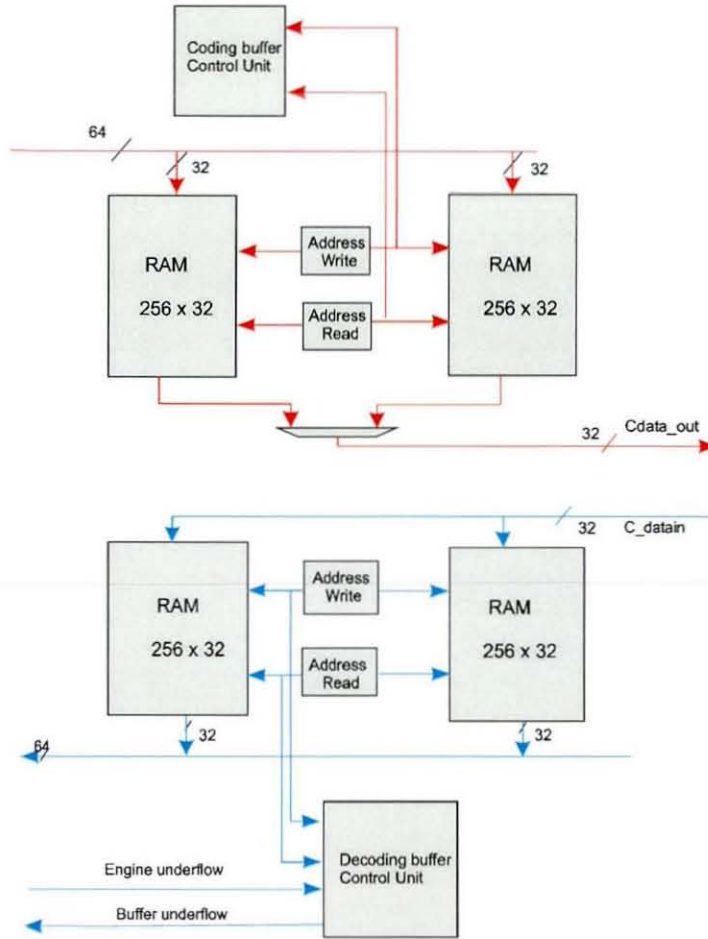 Coding buffer
Control Unit
64
32
32
RAM
256 x 32
Address
Write
Address
Read
RAM
256 x 32
32
Cdata_out
32
C_datain
RAM
256 x 32
Address
Write
Address
Read
RAM
256 x 32
32
32
64
Decoding buffer
Control Unit
Engine underflow
Buffer underflow